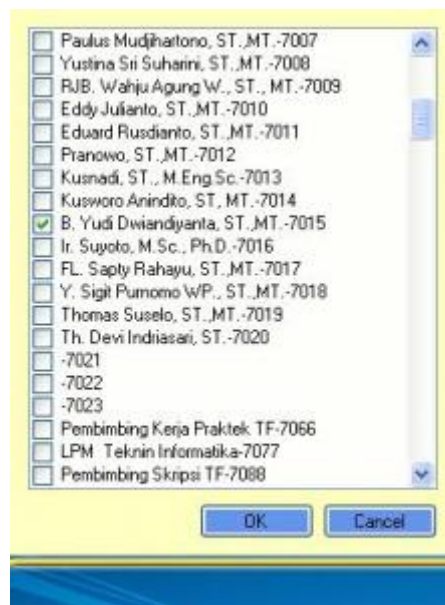 Paulus Mudjihartono, ST.,MT.-7007
Yustina Sri Suharini, ST.,MT.-7008
RJB. Wahju Agung W., ST., MT.-7009
Eddy Julianto, ST.,MT.-7010
Eduard Rusdianto, ST.,MT.-7011
Pranowo, ST.,MT.-7012
Kusnadi, ST., M.Eng.Sc.-7013
Kusworo Anindito, ST, MT.-7014
B. Yudi Dwiandiyanta, ST.,MT.-7015
Ir. Suyoto, M.Sc., Ph.D.-7016
FL. Sapty Rahayu, ST.,MT.-7017
Y. Sigit Purnomo WP., ST.,MT.-7018
Thomas Suselo, ST.,MT.-7019
Th. Devi Indriasari, ST.-7020
-7021
-7022
-7023
Pembimbing Kerja Praktek TF-7066
LPM Teknin Informatika-7077
Pembimbing Skripsi TF-7088
OK Cancel